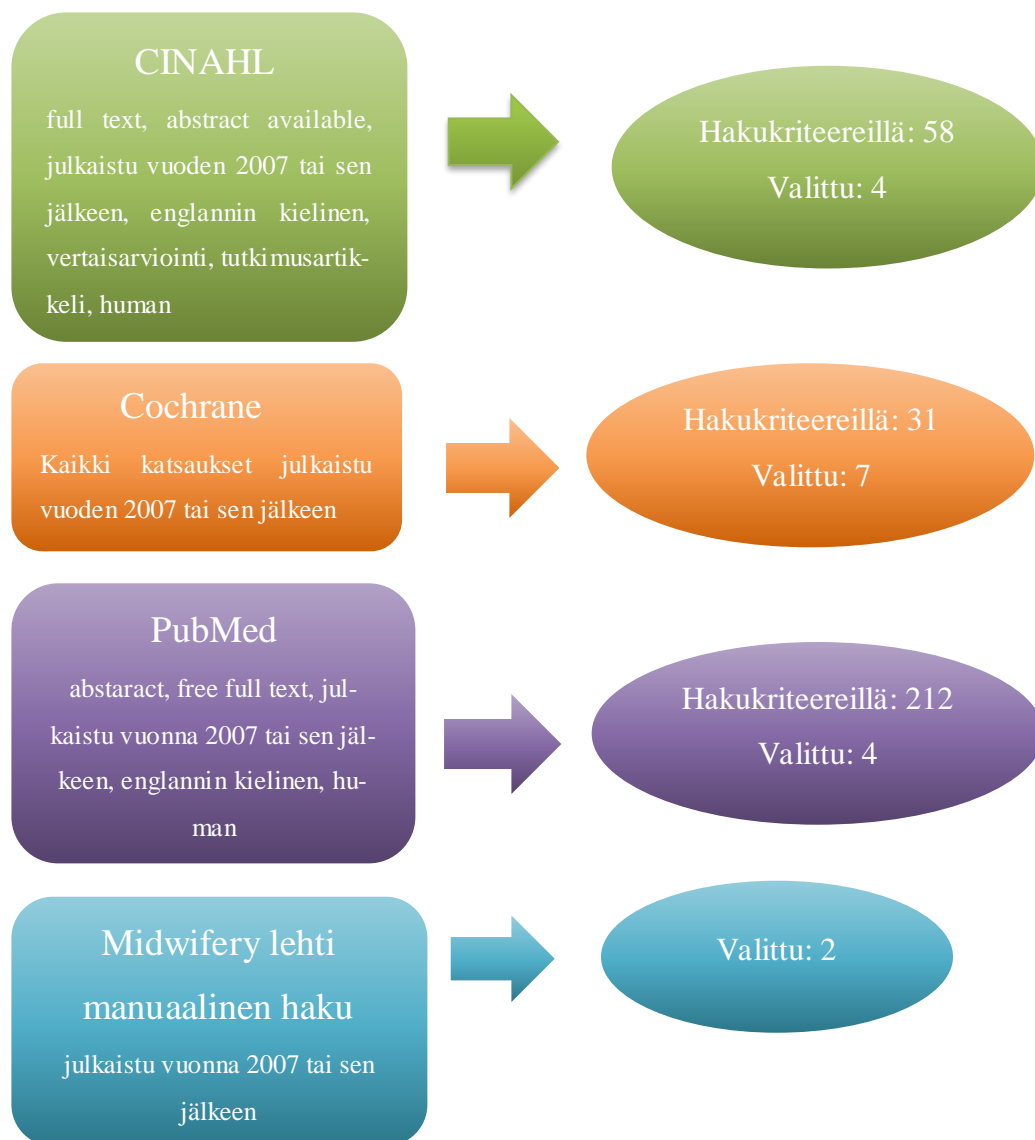 CINAHL
full text, abstract available,
julkaistu vuoden 2007 tai sen
jälkeen, englannin kielinen,
vertaisarviointi, tutkimusartik-
keli, human
Hakukriteereillä: 58
Valittu: 4
Cochrane
Kaikki katsaukset julkaistu
vuoden 2007 tai sen jälkeen
Hakukriteereillä: 31
Valittu: 7
PubMed
abstaract, free full text, jul-
kaistu vuonna 2007 tai sen jäl-
keen, englannin kielinen, hu-
man
Hakukriteereillä: 212
Valittu: 4
Midwifery lehti
manuaalinen haku
julkaistu vuonna 2007 tai sen
jälkeen
Valittu: 2